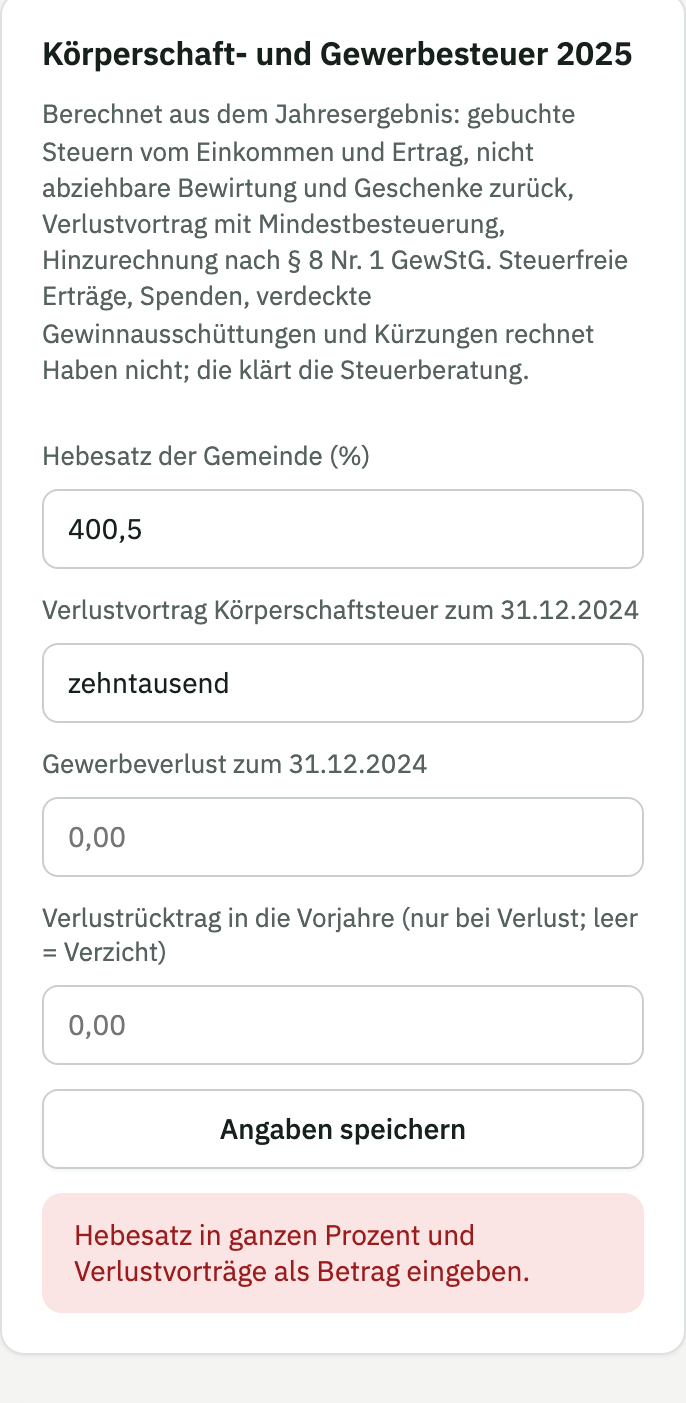 Körperschaft- und Gewerbesteuer 2025
Berechnet aus dem Jahresergebnis: gebuchte
Steuern vom Einkommen und Ertrag, nicht
abziehbare Bewirtung und Geschenke zurück,
Verlustvortrag mit Mindestbesteuerung,
Hinzurechnung nach § 8 Nr. 1 GewStG. Steuerfreie
Erträge, Spenden, verdeckte
Gewinnausschüttungen und Kürzungen rechnet
Haben nicht; die klärt die Steuerberatung.
Hebesatz der Gemeinde (%)
400,5
Verlustvortrag Körperschaftsteuer zum 31.12.2024
zehntausend
Gewerbeverlust zum 31.12.2024
0,00
Verlustrücktrag in die Vorjahre (nur bei Verlust; leer
= Verzicht)
0,00
Angaben speichern
Hebesatz in ganzen Prozent und
Verlustvorträge als Betrag eingeben.